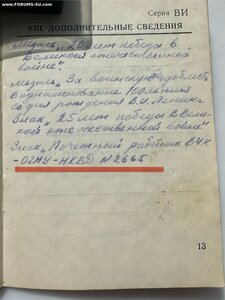 www.FORUMS-SU.com
Серия ВИ
VIII. ДОПОЛНИТЕЛЬНЫЕ СВЕДЕНИЯ
медаль „20 лет победы в
Великой отечественной
войне"
медаль „За воинскую доблесть
в ознаменование 100-летия
со дня рождения В.И. Ленина
Знак „25 лет победы в Вели-
кой отечественной войне"
Знак „Почетный работник ВЧК
-ОГПУ-НКВД №2665
13